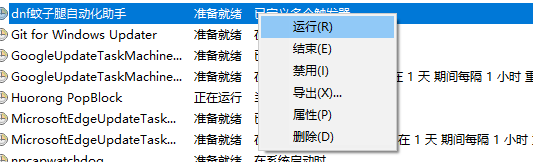 dnf蚊子腿自动化助手 准备就绪 已定义多个触发器
Git for Windows Updater 准备就绪
GoogleUpdateTaskMachine... 准备就绪
GoogleUpdateTaskMachine... 准备就绪 在 1 天 期间每隔 1 小时
Huorong PopBlock 正在运行
MicrosoftEdgeUpdateTask... 准备就绪
MicrosoftEdgeUpdateTask... 准备就绪 在 1 天 期间每隔 1 小时
npcapwatchdog 准备就绪 在系统启动时
运行(R)
结束(E)
禁用(I)
导出(X)...
属性(P)
删除(D)